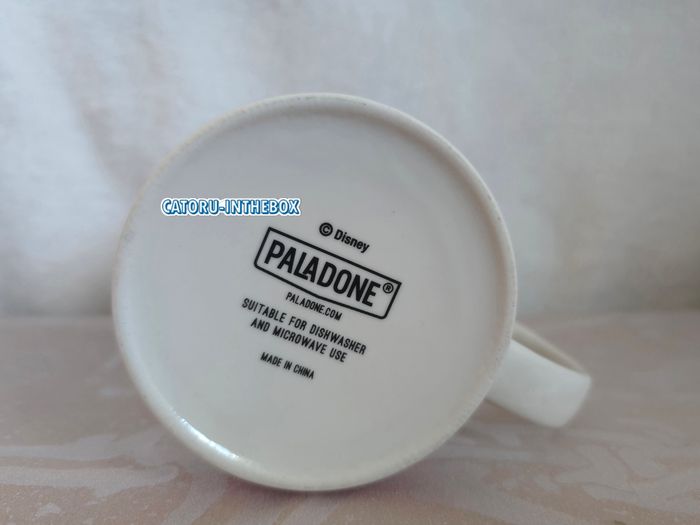 CATORU-INTHEBOX
© Disney
PALADONE®
PALADONE.COM
SUITABLE FOR DISHWASHER
AND MICROWAVE USE
MADE IN CHINA